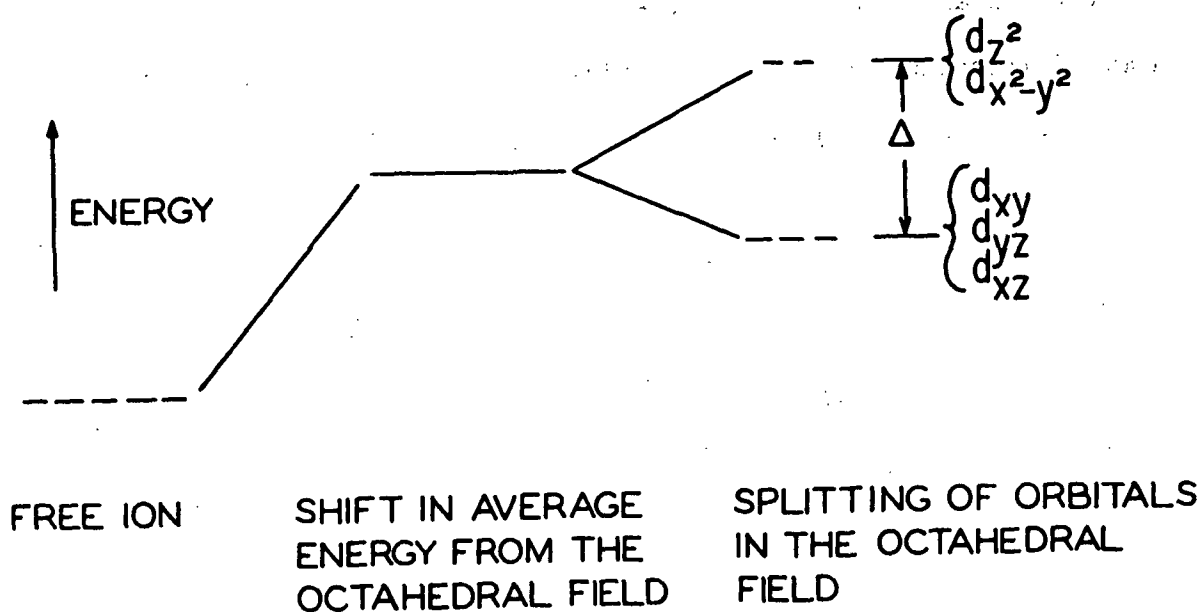 d_z²
d_x²-y²
Δ
ENERGY
d_xy
d_yz
d_xz
FREE ION
SHIFT IN AVERAGE
ENERGY FROM THE
OCTAHEDRAL FIELD
SPLITTING OF ORBITALS
IN THE OCTAHEDRAL
FIELD